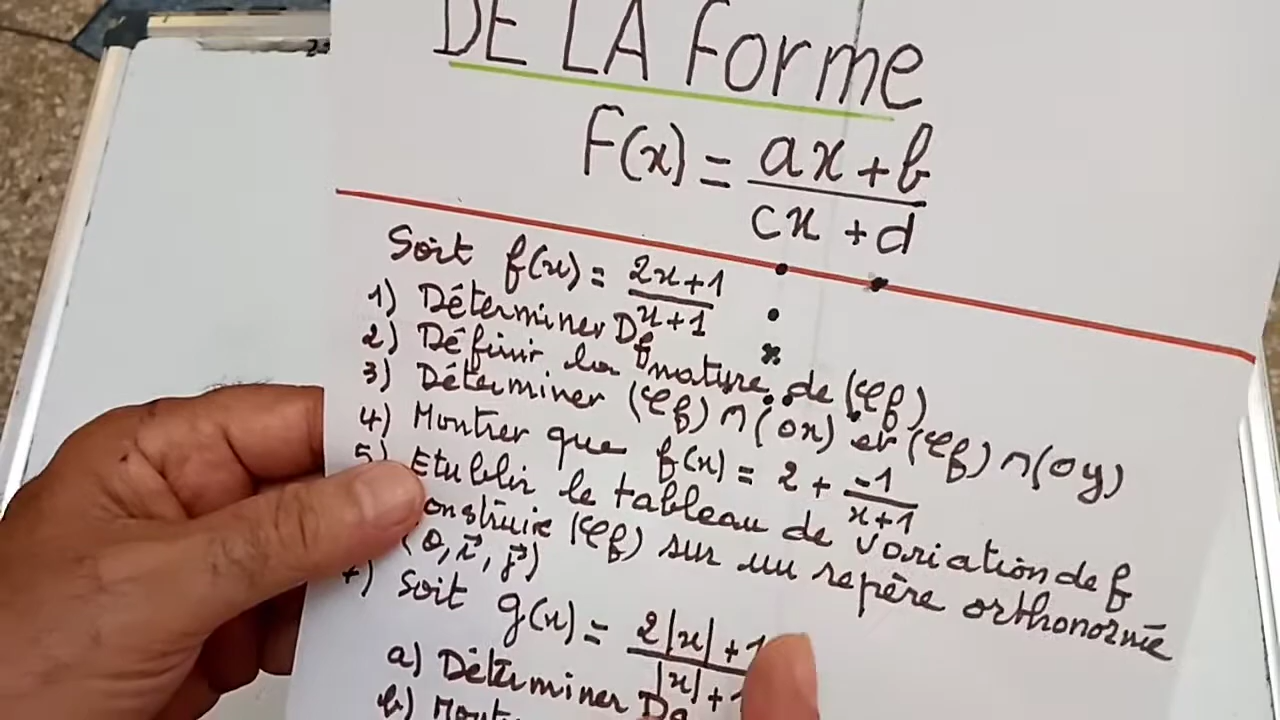 DE LA Forme
F(x) = ax+b / cx+d
Soit f(x) = 2x+1 / x+1
1) Déterminer Df
2) Définir la nature de (Cf)
3) Déterminer (Cf)∩(ox) et (Cf)∩(oy)
4) Montrer que f(x) = 2 + -1 / x+1
5) Etablir le tableau de variation de f
onstruire (Cf) sur un repère orthonormé
(O, i⃗, j⃗)
7) Soit g(x) = 2|x|+1 / |x|+1
a) Déterminer Dg
b)